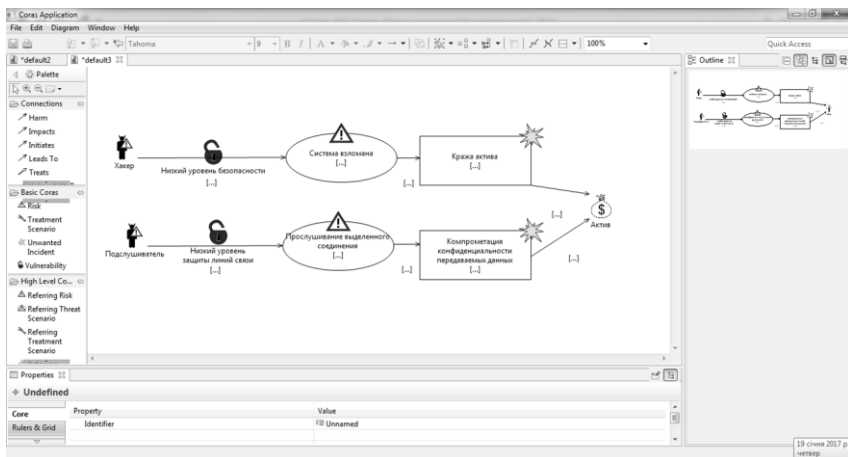 Coras Application
File Edit Diagram Window Help
Tahoma 9 B I A 100% Quick Access
*default2 *default3
Outline
Palette
Connections
Harm
Impacts
Initiates
Leads To
Treats
Basic Coras
Risk
Treatment
Scenario
Unwanted
Incident
Vulnerability
High Level Co...
Referring Risk
Referring Threat
Scenario
Referring
Treatment
Scenario
Хакер
Низкий уровень безопасности
[...]
Система взломана
[...]
[...]
Кража актива
[...]
[...]
$
Актив
Подслушиватель
Низкий уровень
защиты линий связи
[...]
Прослушивание выделенного
соединения
[...]
[...]
Компрометация
конфиденциальности
передаваемых данных
[...]
[...]
Properties
Undefined
Core
Rulers & Grid
Property Value
Identifier Unnamed
19 січня 2017 р
четвер